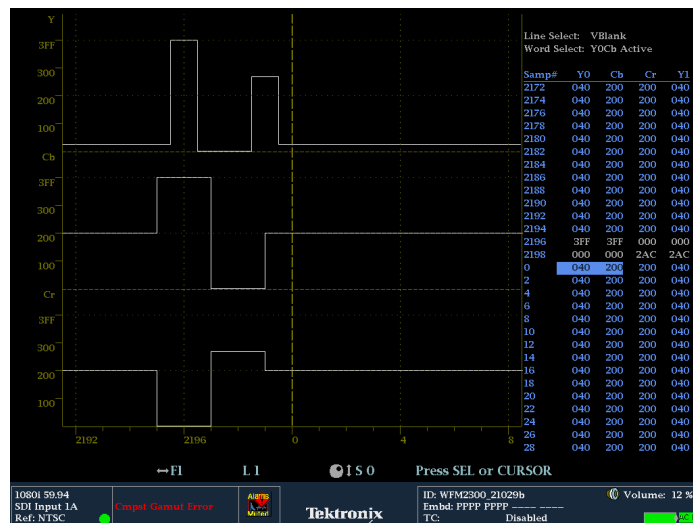 Y
3FF
300
200
100
Cb
3FF
300
200
100
Cr
3FF
300
200
100
2192 2196 0 4 8
Line Select: VBlank
Word Select: Y0Cb Active
Samp# Y0 Cb Cr Y1
2172 040 200 200 040
2174 040 200 200 040
2176 040 200 200 040
2178 040 200 200 040
2180 040 200 200 040
2182 040 200 200 040
2184 040 200 200 040
2186 040 200 200 040
2188 040 200 200 040
2190 040 200 200 040
2192 040 200 200 040
2194 040 200 200 040
2196 3FF 3FF 000 000
2198 000 000 2AC 2AC
0 040 200 200 040
2 040 200 200 040
4 040 200 200 040
6 040 200 200 040
8 040 200 200 040
10 040 200 200 040
12 040 200 200 040
14 040 200 200 040
16 040 200 200 040
18 040 200 200 040
20 040 200 200 040
22 040 200 200 040
24 040 200 200 040
26 040 200 200 040
28 040 200 200 040
↔F1 L 1 ↕S 0 Press SEL or CURSOR
1080i 59.94
SDI Input 1A
Ref: NTSC
Cmpst Gamut Error
Alarms
Muted
Tektronix
ID: WFM2300_21029b
Embd: PPPP PPPP ---- ----
TC: Disabled
Volume: 12 %